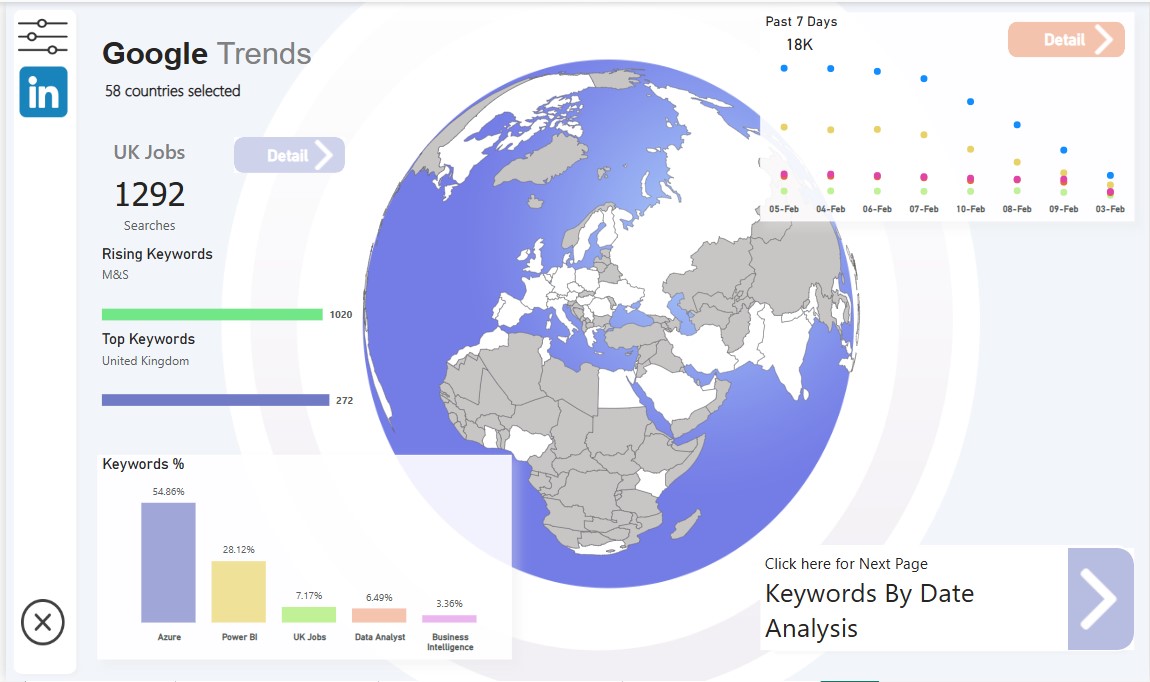 in
Google Trends
58 countries selected
UK Jobs
Detail
1292
Searches
Rising Keywords
M&S
1020
Top Keywords
United Kingdom
272
Keywords %
54.86%
28.12%
7.17%
6.49%
3.36%
Azure
Power BI
UK Jobs
Data Analyst
Business
Intelligence
Past 7 Days
18K
Detail
05-Feb 04-Feb 06-Feb 07-Feb 10-Feb 08-Feb 09-Feb 03-Feb
Click here for Next Page
Keywords By Date
Analysis